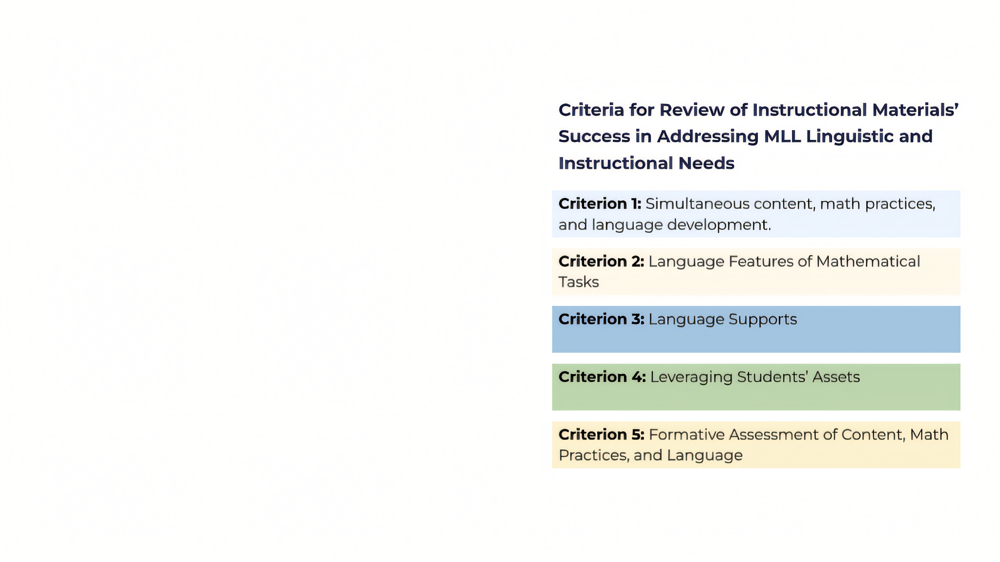 Criteria for Review of Instructional Materials’
Success in Addressing MLL Linguistic and
Instructional Needs
Criterion 1: Simultaneous content, math practices,
and language development.
Criterion 2: Language Features of Mathematical
Tasks
Criterion 3: Language Supports
Criterion 4: Leveraging Students’ Assets
Criterion 5: Formative Assessment of Content, Math
Practices, and Language